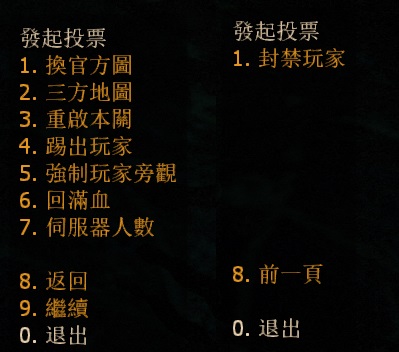 發起投票
1. 換官方圖
2. 三方地圖
3. 重啟本關
4. 踢出玩家
5. 強制玩家旁觀
6. 回滿血
7. 伺服器人數
8. 返回
9. 繼續
0. 退出
發起投票
1. 封禁玩家
8. 前一頁
0. 退出